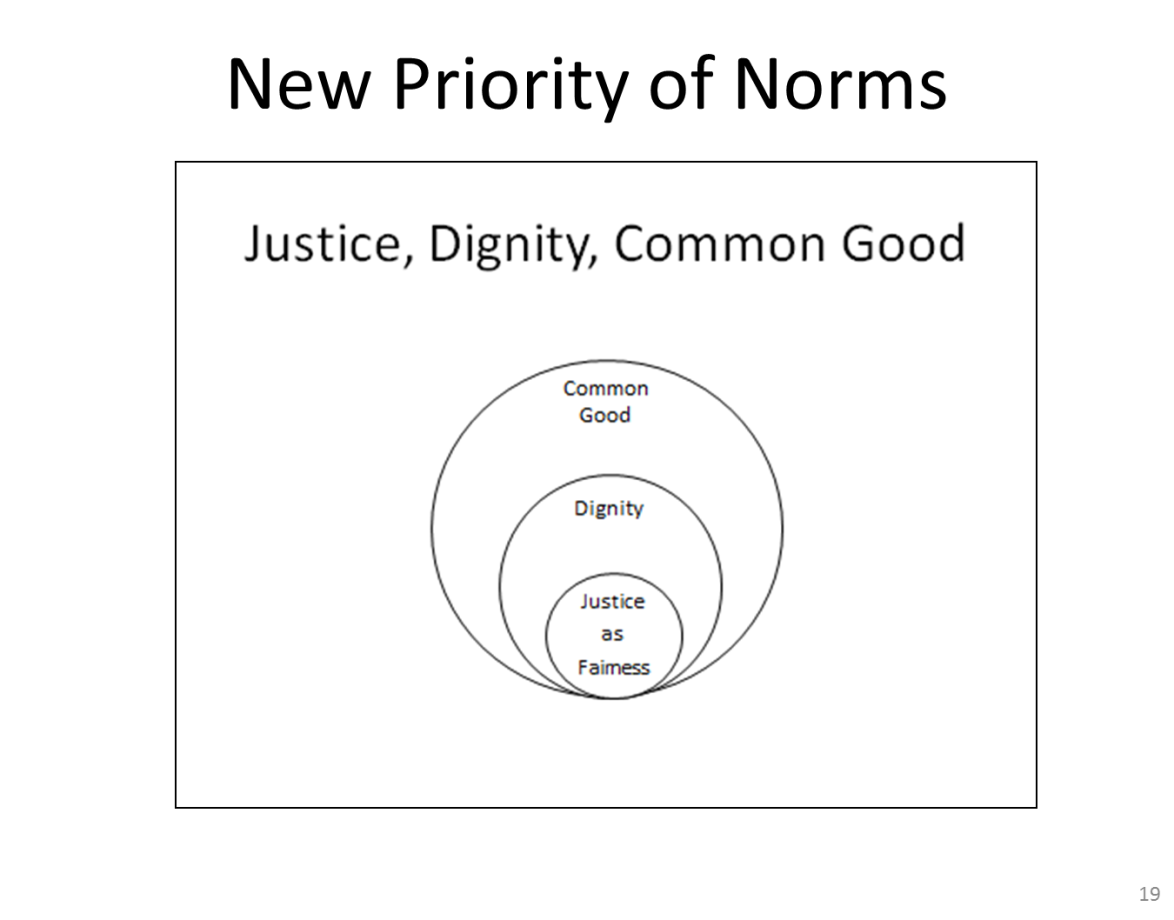 New Priority of Norms
Justice, Dignity, Common Good
Common
Good
Dignity
Justice
as
Fairness
19